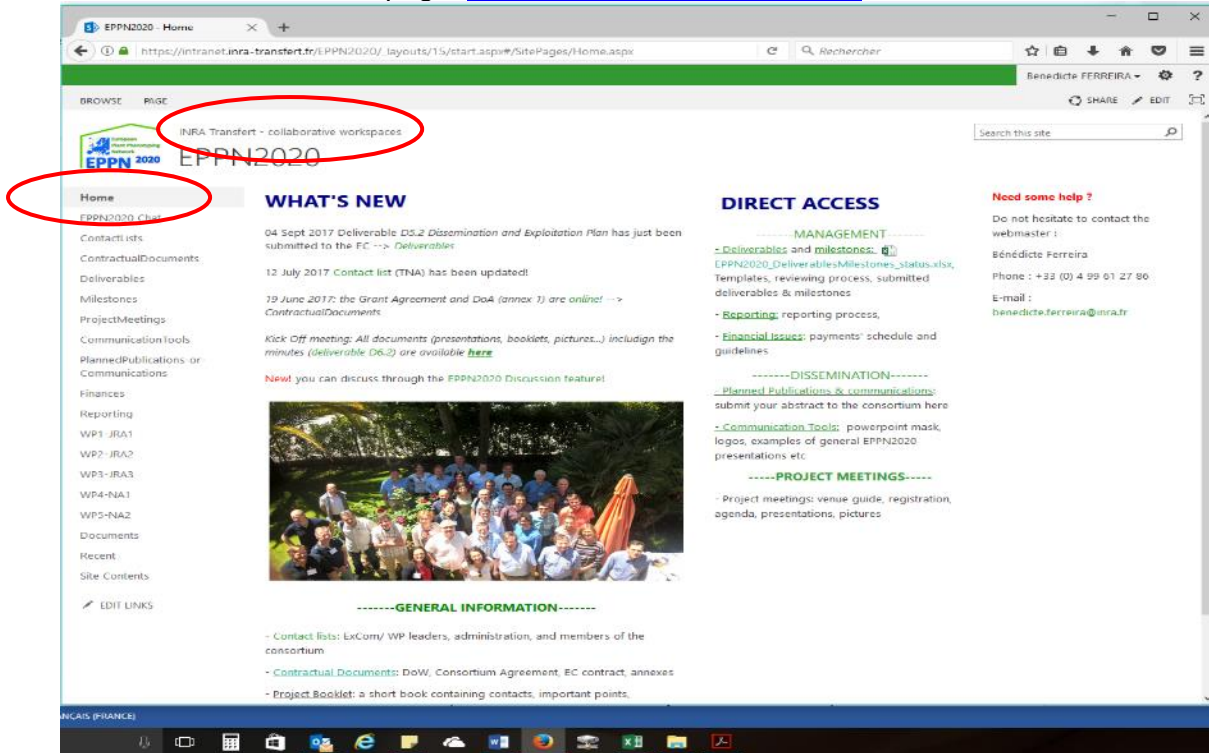 EPPN2020 - Home
https://intranet.inra-transfert.fr/EPPN2020/_layouts/15/start.aspx#/SitePages/Home.aspx
Rechercher
Benedicte FERREIRA
?
BROWSE PAGE
SHARE EDIT
European
Plant Phenotyping
Network
EPPN 2020
INRA Transfert - collaborative workspaces
EPPN2020
Search this site
Home
EPPN2020 Chat
ContactLists
ContractualDocuments
Deliverables
Milestones
ProjectMeetings
CommunicationTools
PlannedPublications-or-
Communications
Finances
Reporting
WP1-JRA1
WP2-JRA2
WP3-JRA3
WP4-NA1
WP5-NA2
Documents
Recent
Site Contents
EDIT LINKS
WHAT'S NEW
04 Sept 2017 Deliverable D5.2 Dissemination and Exploitation Plan has just been
submitted to the EC --> Deliverables
12 July 2017 Contact list (TNA) has been updated!
19 June 2017: the Grant Agreement and DoA (annex 1) are online! -->
ContractualDocuments
Kick Off meeting: All documents (presentations, booklets, pictures...) includign the
minutes (deliverable D6.2) are available here
New! you can discuss through the EPPN2020 Discussion feature!
-------GENERAL INFORMATION-------
- Contact lists: ExCom/ WP leaders, administration, and members of the
consortium
- Contractual Documents: DoW, Consortium Agreement, EC contract, annexes
- Project Booklet: a short book containing contacts, important points,
DIRECT ACCESS
--------MANAGEMENT--------
- Deliverables and milestones:
EPPN2020_DeliverablesMilestones_status.xlsx,
Templates, reviewing process, submitted
deliverables & milestones
- Reporting: reporting process,
- Financial Issues: payments' schedule and
guidelines
-------DISSEMINATION-------
- Planned Publications & communications:
submit your abstract to the consortium here
- Communication Tools: powerpoint mask,
logos, examples of general EPPN2020
presentations etc
-----PROJECT MEETINGS-----
- Project meetings: venue guide, registration,
agenda, presentations, pictures
Need some help ?
Do not hesitate to contact the
webmaster :
Bénédicte Ferreira
Phone : +33 (0) 4 99 61 27 86
E-mail :
benedicte.ferreira@inra.fr
ANCAIS (FRANCE)